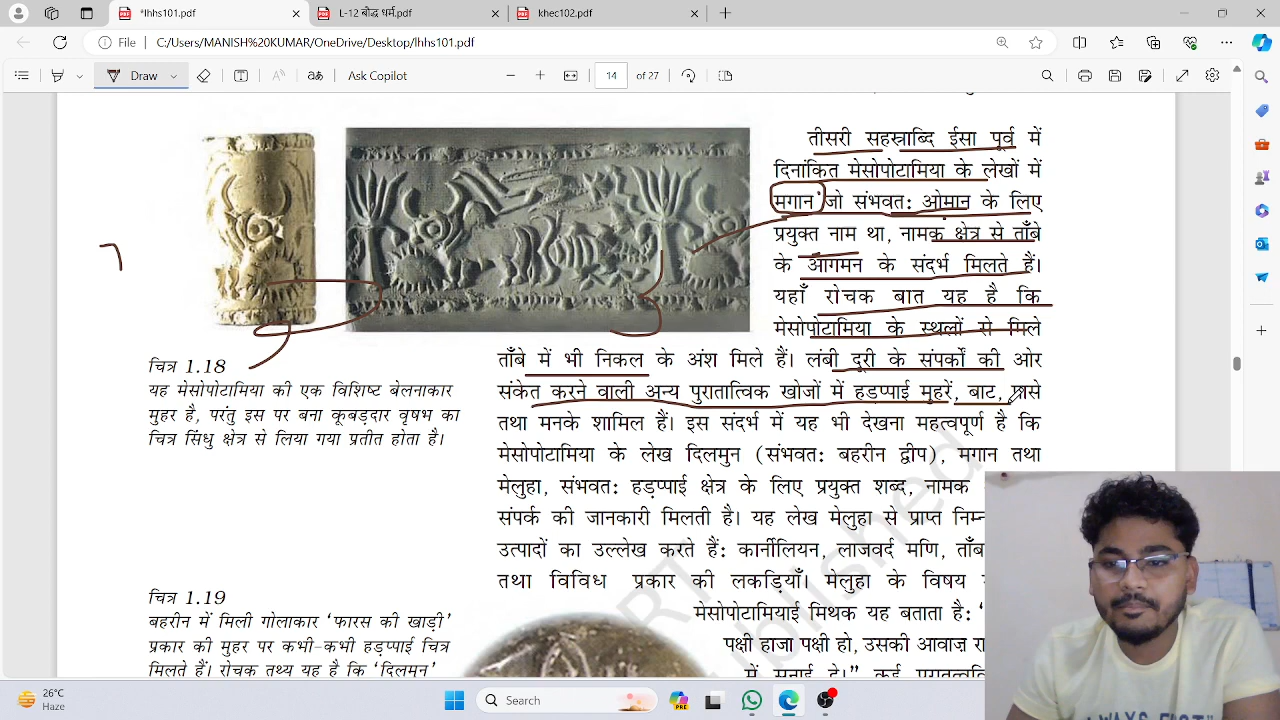 *lhhs101.pdf
L-12 बौद्ध धर्म.pdf
khec102.pdf
File
C:/Users/MANISH%20KUMAR/OneDrive/Desktop/lhhs101.pdf
Draw
Ask Copilot
14 of 27
तीसरी सहस्राब्दि ईसा पूर्व में
दिनांकित मेसोपोटामिया के लेखों में
मगान जो संभवत: ओमान के लिए
प्रयुक्त नाम था, नामक क्षेत्र से ताँबे
के आगमन के संदर्भ मिलते हैं।
यहाँ रोचक बात यह है कि
मेसोपोटामिया के स्थलों से मिले
ताँबे में भी निकल के अंश मिले हैं। लंबी दूरी के संपर्कों की ओर
संकेत करने वाली अन्य पुरातात्विक खोजों में हड़प्पाई मुहरें, बाट, पासे
तथा मनके शामिल हैं। इस संदर्भ में यह भी देखना महत्वपूर्ण है कि
मेसोपोटामिया के लेख दिलमुन (संभवत: बहरीन द्वीप), मगान तथा
मेलुहा, संभवत: हड़प्पाई क्षेत्र के लिए प्रयुक्त शब्द, नामक
संपर्क की जानकारी मिलती है। यह लेख मेलुहा से प्राप्त
उत्पादों का उल्लेख करते हैं: कार्नीलियन, लाजवर्द मणि,
तथा विविध प्रकार की लकड़ियाँ। मेलुहा के विषय
मेसोपोटामियाई मिथक यह बताता है:
पक्षी हाजा पक्षी हो, उसकी आवाज़
में सुनाई दे।” कई
चित्र 1.18
यह मेसोपोटामिया की एक विशिष्ट बेलनाकार
मुहर है, परंतु इस पर बना कूबड़दार वृषभ का
चित्र सिंधु क्षेत्र से लिया गया प्रतीत होता है।
चित्र 1.19
बहरीन में मिली गोलाकार ‘फारस की खाड़ी’
प्रकार की मुहर पर कभी-कभी हड़प्पाई चित्र
मिलते हैं। रोचक तथ्य यह है कि ‘दिलमुन’
26°C
Haze
Search